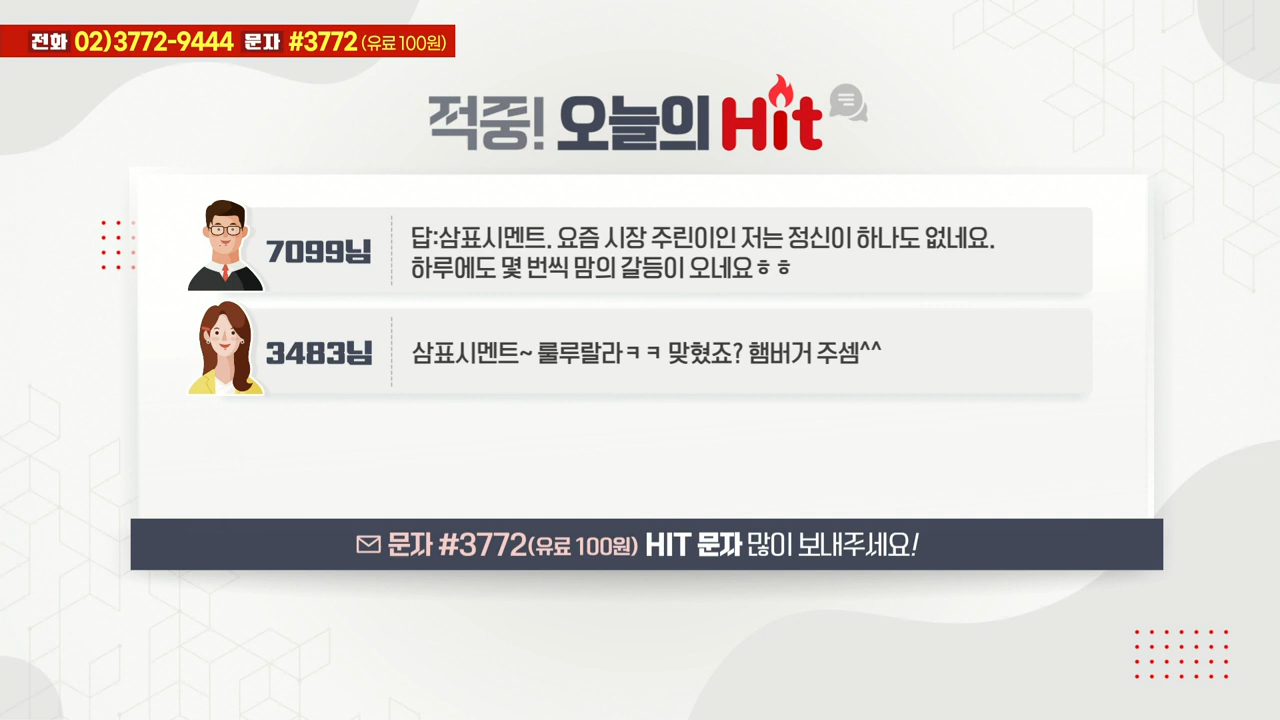 전화 02)3772-9444 문자 #3772 (유료 100원)
적중! 오늘의 Hit
7099님
답:삼표시멘트. 요즘 시장 주린이인 저는 정신이 하나도 없네요.
하루에도 몇 번씩 맘의 갈등이 오네요ㅎㅎ
3483님
삼표시멘트~ 룰루랄라ㅋㅋ 맞혔죠? 햄버거 주셈^^
문자 #3772(유료 100원) HIT 문자 많이 보내주세요!